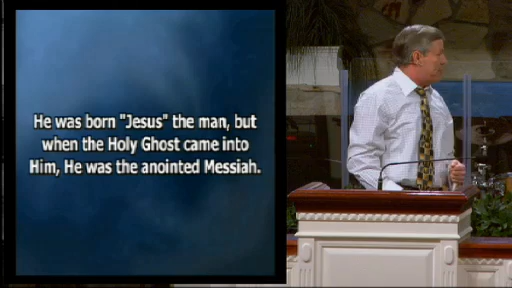 He was born "Jesus" the man, but
when the Holy Ghost came into
Him, He was the anointed Messiah.